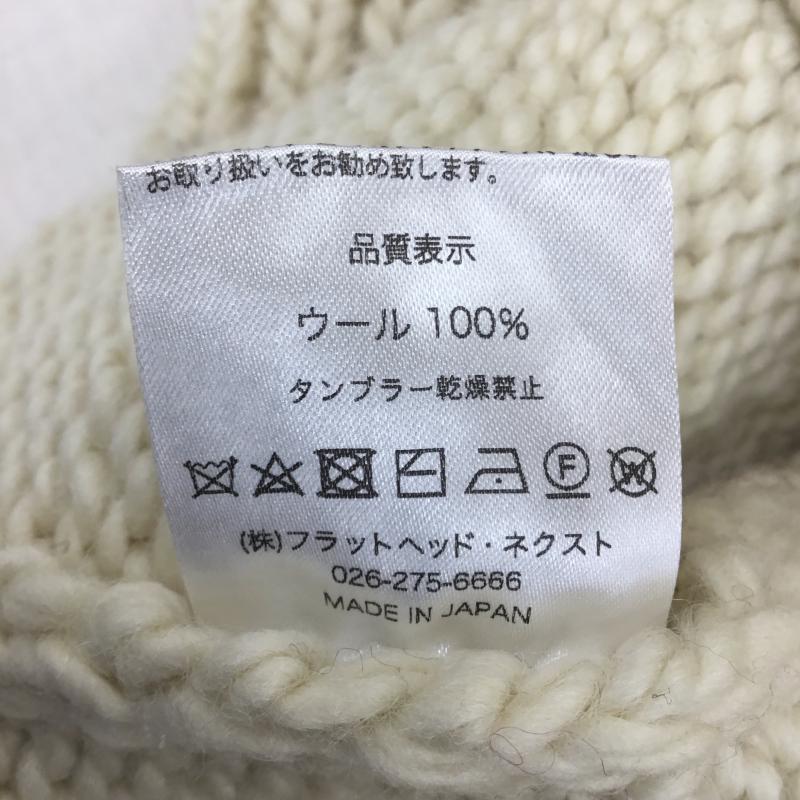 お取り扱いをお勧め致します。
品質表示
ウール 100%
タンブラー乾燥禁止
F W
(株)フラットヘッド・ネクスト
026-275-6666
MADE IN JAPAN